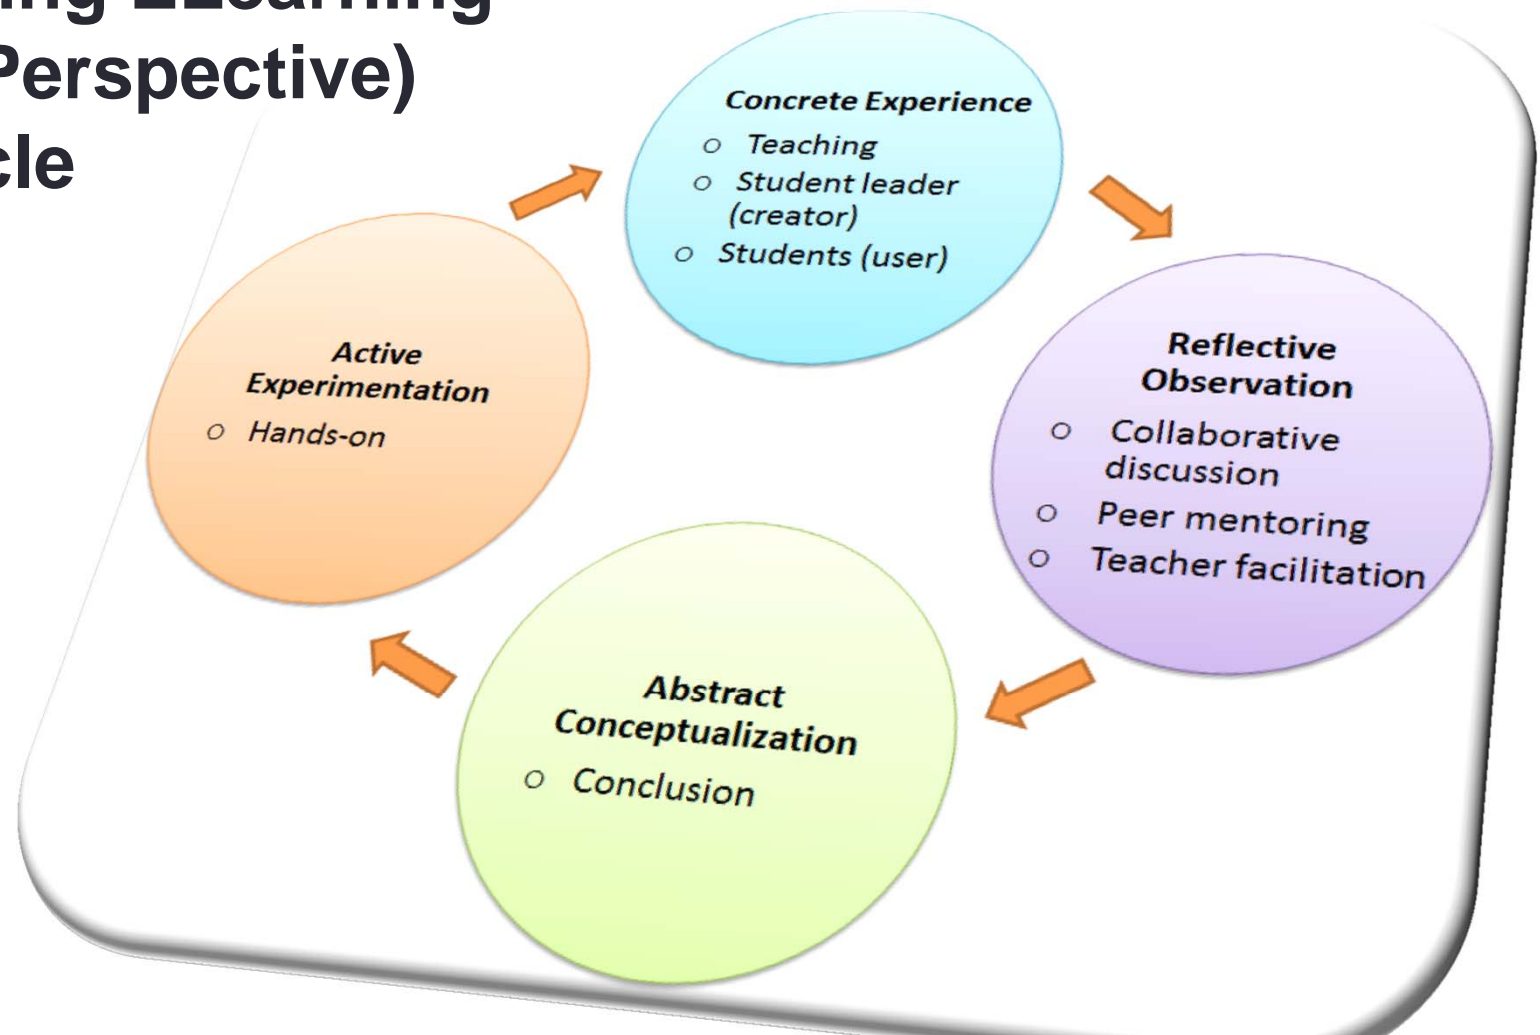 Perspective)
Concrete Experience
o Teaching
o Student leader
(creator)
o Students (user)
Reflective
Observation
o Collaborative
discussion
o Peer mentoring
o Teacher facilitation
Abstract
Conceptualization
o Conclusion
Active
Experimentation
o Hands-on